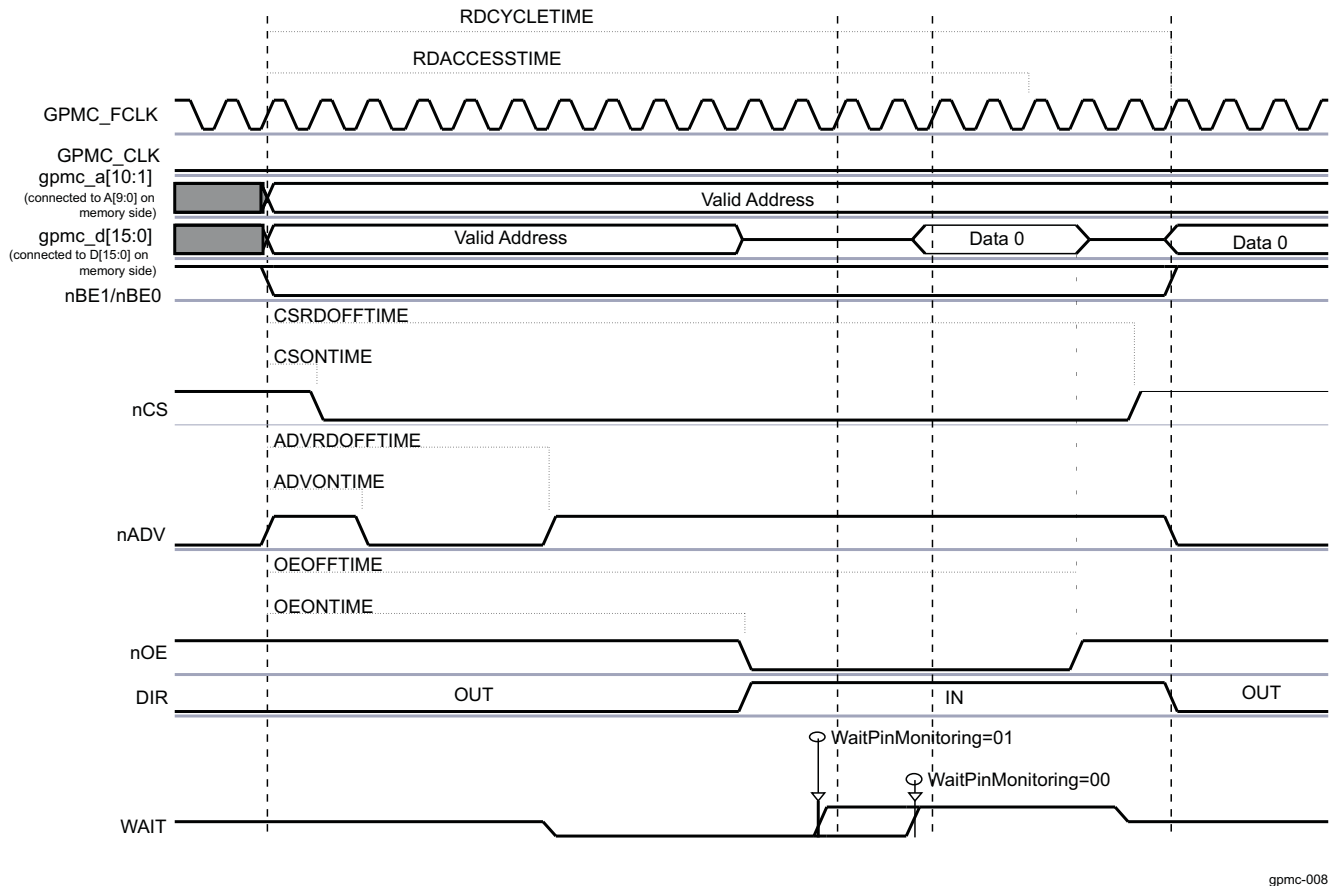 RDCYCLETIME
RDACCESSTIME
GPMC_FCLK
GPMC_CLK
gpmc_a[10:1]
(connected to A[9:0] on
memory side)
Valid Address
gpmc_d[15:0]
(connected to D[15:0] on
memory side)
Valid Address
Data 0
Data 0
nBE1/nBE0
CSRDOFFTIME
CSONTIME
nCS
ADVRDOFFTIME
ADVONTIME
nADV
OEOFFTIME
OEONTIME
nOE
DIR
OUT
IN
OUT
WaitPinMonitoring=01
WaitPinMonitoring=00
WAIT
gpmc-008